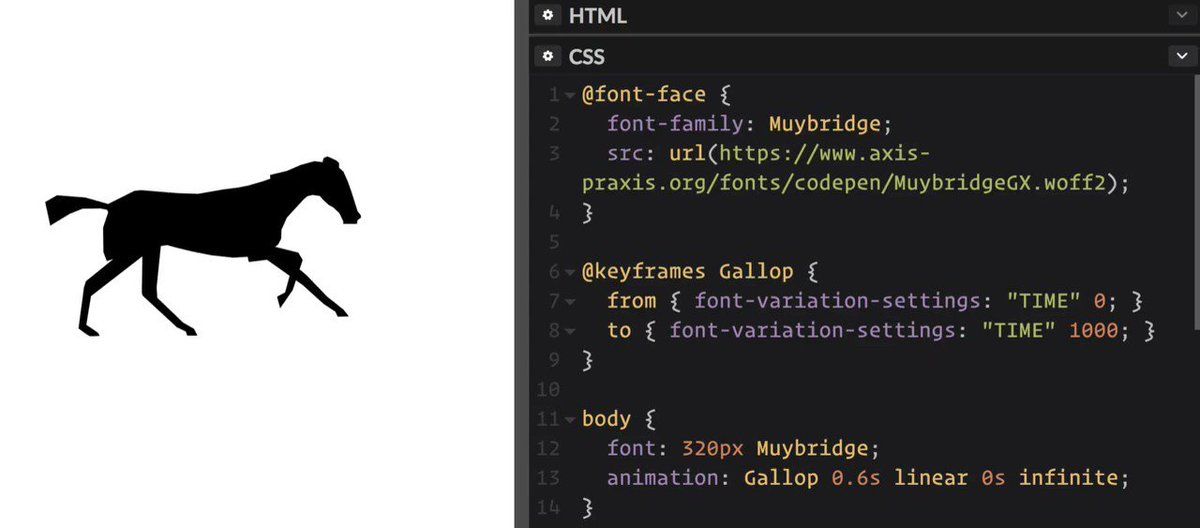 HTML
CSS
1 @font-face {
2 font-family: Muybridge;
3 src: url(https://www.axis-
praxis.org/fonts/codepen/MuybridgeGX.woff2);
4 }
5
6 @keyframes Gallop {
7 from { font-variation-settings: "TIME" 0; }
8 to { font-variation-settings: "TIME" 1000; }
9 }
10
11 body {
12 font: 320px Muybridge;
13 animation: Gallop 0.6s linear 0s infinite;
14 }